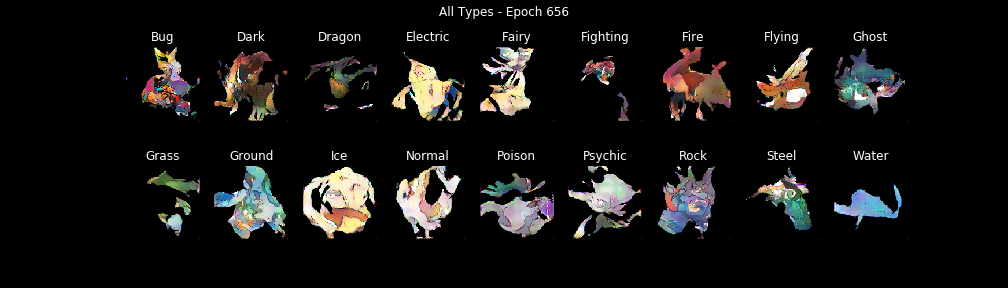 All Types - Epoch 656
Bug Dark Dragon Electric Fairy Fighting Fire Flying Ghost
Grass Ground Ice Normal Poison Psychic Rock Steel Water